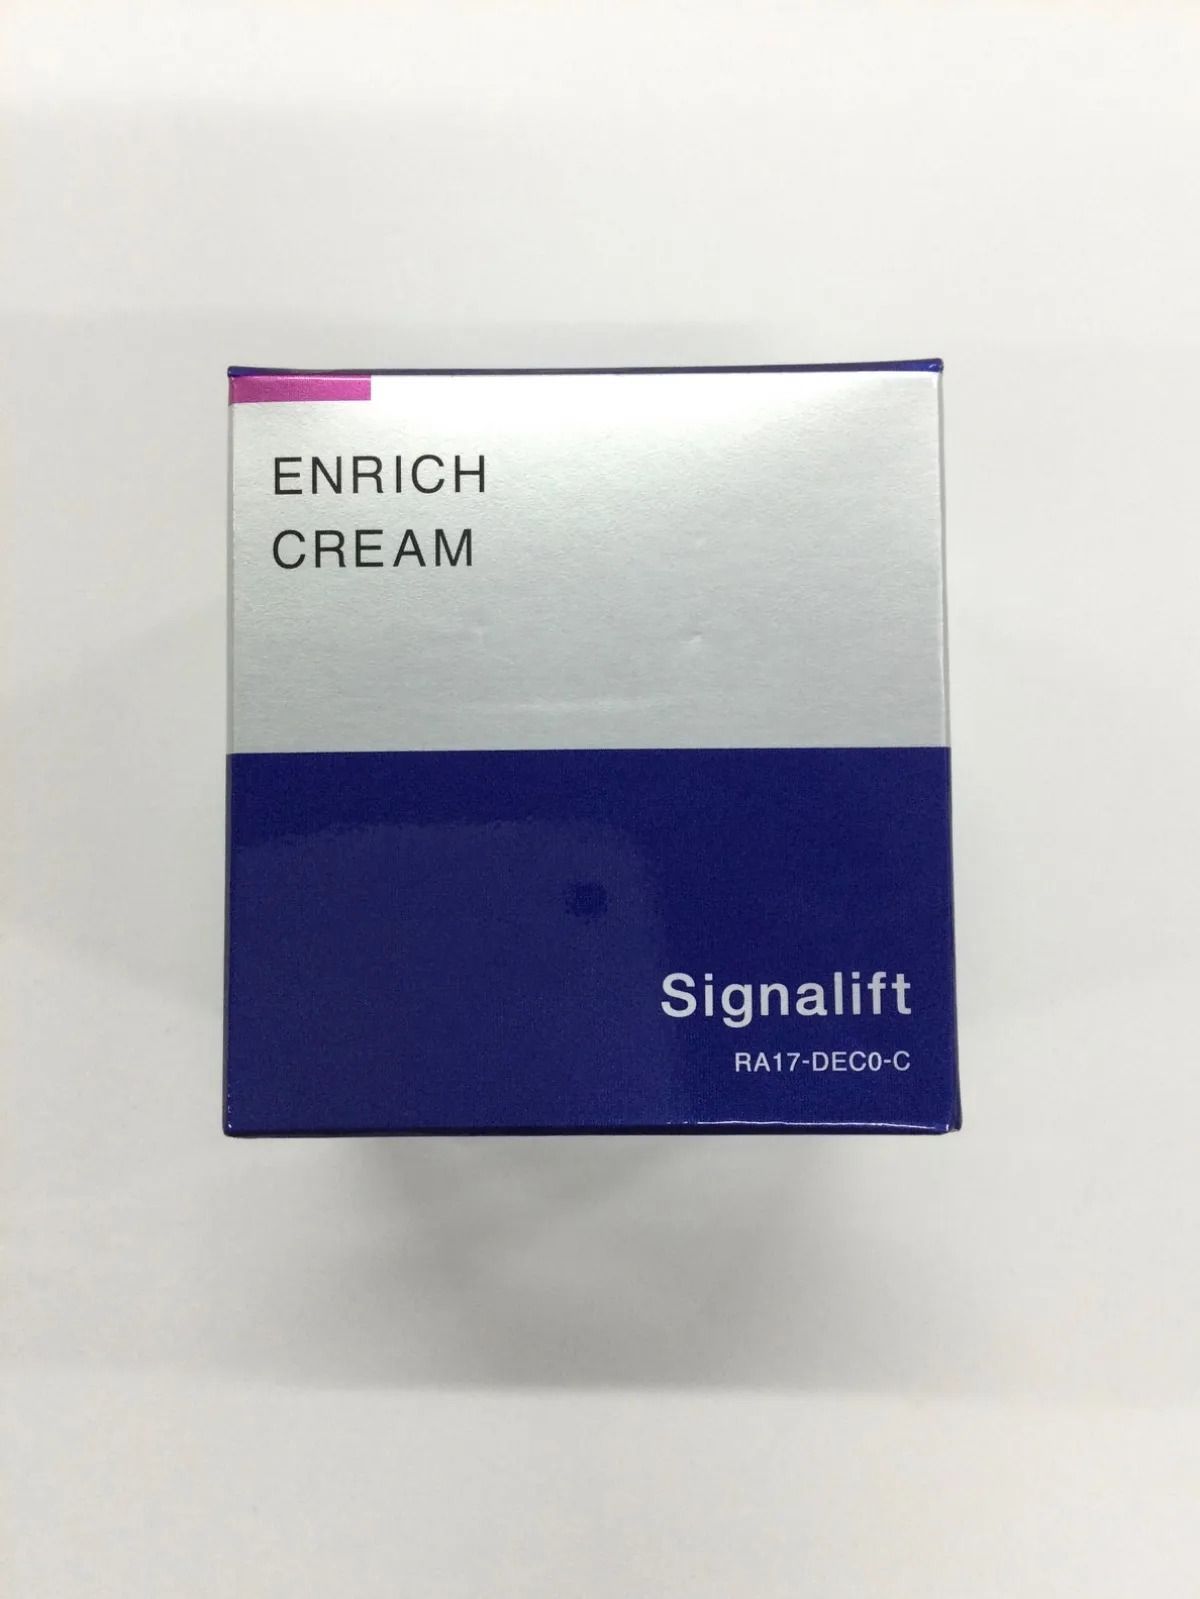 ENRICH
CREAM
Signalift
RA17-DEC0-C